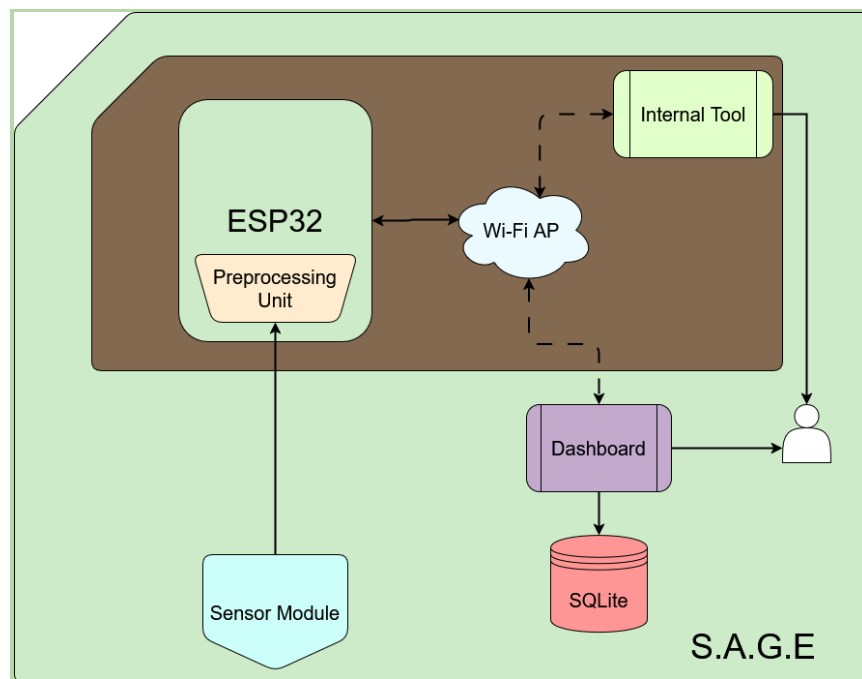 Internal Tool
ESP32
Wi-Fi AP
Preprocessing
Unit
Dashboard
SQLite
Sensor Module
S.A.G.E